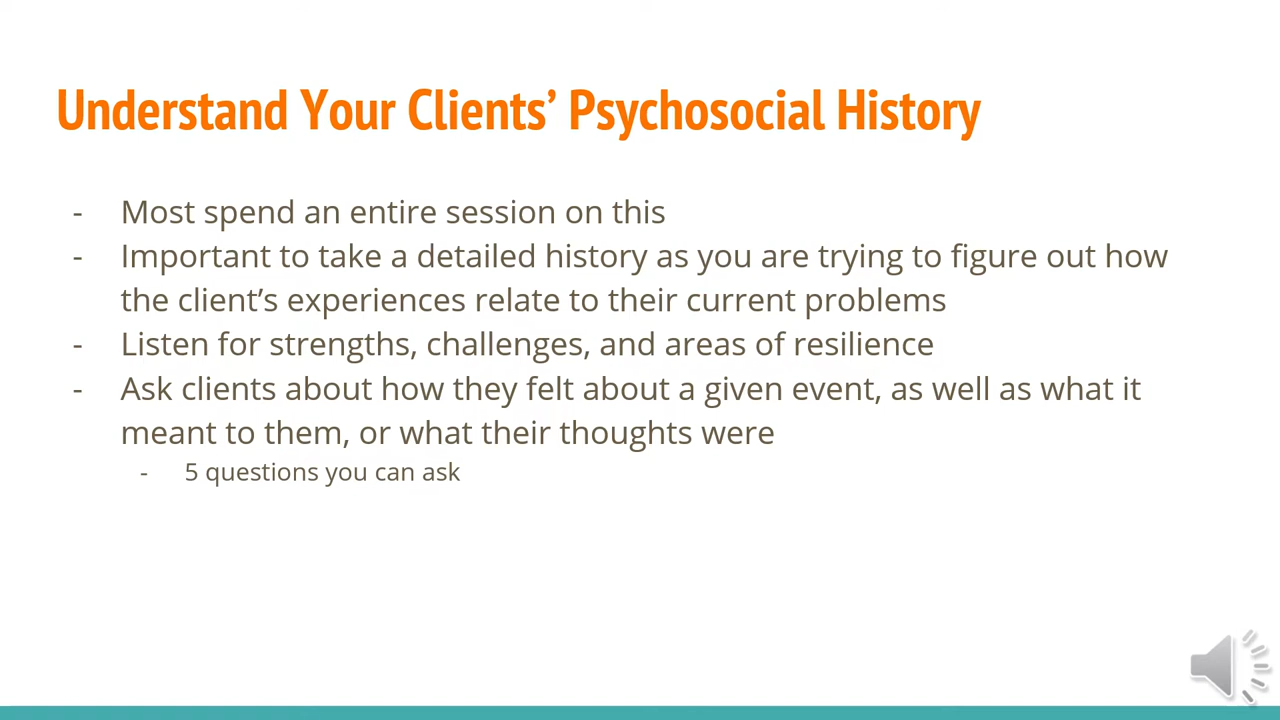 Understand Your Clients’ Psychosocial History
- Most spend an entire session on this
- Important to take a detailed history as you are trying to figure out how
the client’s experiences relate to their current problems
- Listen for strengths, challenges, and areas of resilience
- Ask clients about how they felt about a given event, as well as what it
meant to them, or what their thoughts were
- 5 questions you can ask